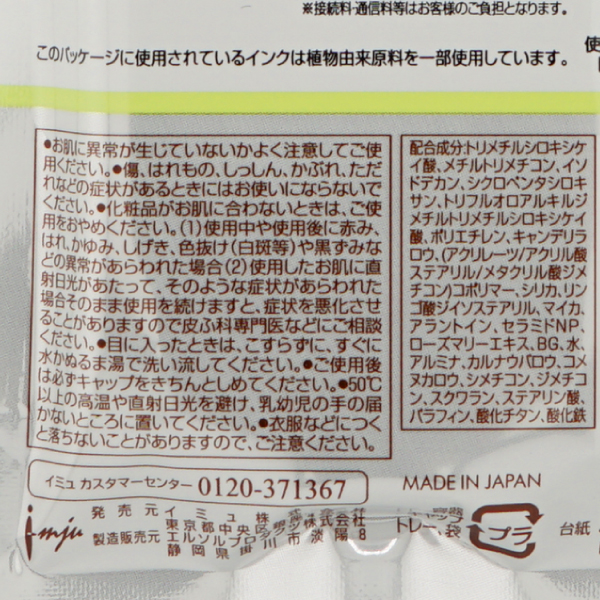 ※接続料・通信料等はお客様のご負担となります。
このパッケージに使用されているインクは植物由来原料を一部使用しています。
使
●お肌に異常が生じていないかよく注意してご使
用ください。●傷、はれもの、しっしん、かぶれ、ただ
れなどの症状があるときにはお使いにならないで
ください。●化粧品がお肌に合わないときは、ご使
用をおやめください。(1)使用中や使用後に赤み、
はれ、かゆみ、しげき、色抜け(白斑等)や黒ずみな
どの異常があらわれた場合(2)使用したお肌に直
射日光があたって、そのような症状があらわれた
場合そのまま使用を続けますと、症状を悪化させ
ることがありますので皮ふ科専門医などにご相談
ください。●目に入ったときは、こすらずに、すぐに
水かぬるま湯で洗い流してください。●ご使用後
は必ずキャップをきちんとしめてください。●50℃
以上の高温や直射日光を避け、乳幼児の手の届
かないところに置いてください。●衣服などにつく
と落ちないことがありますので、ご注意ください。
配合成分:トリメチルシロキシケ
イ酸、メチルトリメチコン、イソ
ドデカン、シクロペンタシロキ
サン、トリフルオロアルキルジ
メチルトリメチルシロキシケイ
酸、ポリエチレン、キャンデリラ
ロウ、(アクリレーツ/アクリル酸
ステアリル/メタクリル酸ジメ
チコン)コポリマー、シリカ、リン
ゴ酸ジイソステアリル、マイカ、
アラントイン、セラミドNP、
ローズマリーエキス、BG、水、
アルミナ、カルナウバロウ、コメ
ヌカロウ、シメチコン、ジメチコ
ン、スクワラン、ステアリン酸、
パラフィン、酸化チタン、酸化鉄
イミュ カスタマーセンター 0120-371367
MADE IN JAPAN
imju
発売元 イミュ株式会社
東京都中央区明
製造販売元 エルソルプロダクツ株式会社
静岡県掛川市淡陽8
トレー、袋
プラ
台紙